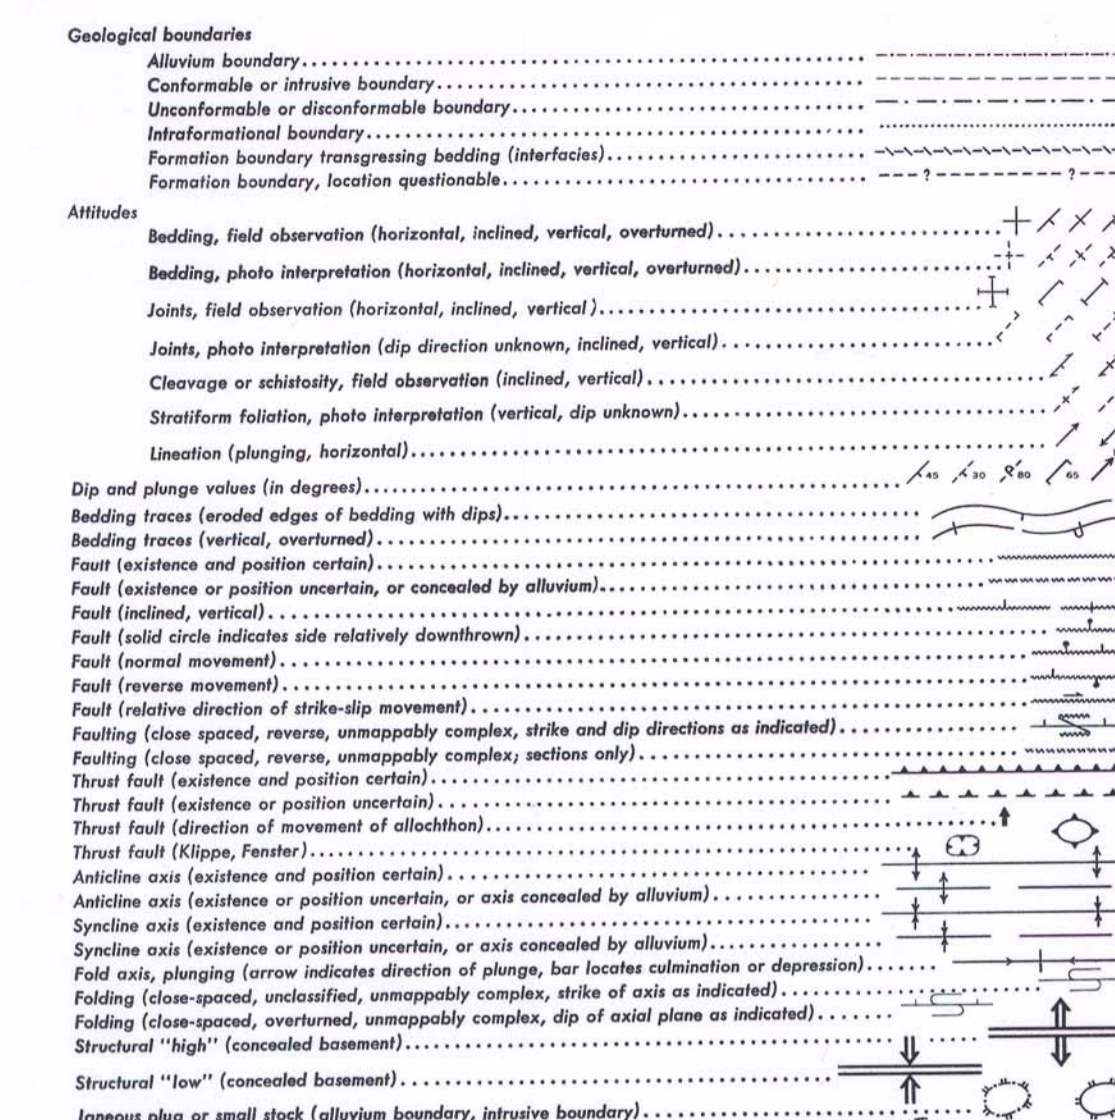 Geological boundaries
Alluvium boundary
Conformable or intrusive boundary
Unconformable or disconformable boundary
Intraformational boundary
Formation boundary transgressing bedding (interfacies)
Formation boundary, location questionable ? ?
Attitudes
Bedding, field observation (horizontal, inclined, vertical, overturned)
Bedding, photo interpretation (horizontal, inclined, vertical, overturned)
Joints, field observation (horizontal, inclined, vertical)
Joints, photo interpretation (dip direction unknown, inclined, vertical)
Cleavage or schistosity, field observation (inclined, vertical)
Stratiform foliation, photo interpretation (vertical, dip unknown)
Lineation (plunging, horizontal)
Dip and plunge values (in degrees) 45 30 80 65
Bedding traces (eroded edges of bedding with dips)
Bedding traces (vertical, overturned)
Fault (existence and position certain)
Fault (existence or position uncertain, or concealed by alluvium)
Fault (inclined, vertical)
Fault (solid circle indicates side relatively downthrown)
Fault (normal movement)
Fault (reverse movement)
Fault (relative direction of strike-slip movement)
Faulting (close spaced, reverse, unmappably complex, strike and dip directions as indicated)
Faulting (close spaced, reverse, unmappably complex; sections only)
Thrust fault (existence and position certain)
Thrust fault (existence or position uncertain)
Thrust fault (direction of movement of allochthon)
Thrust fault (Klippe, Fenster)
Anticline axis (existence and position certain)
Anticline axis (existence or position uncertain, or axis concealed by alluvium)
Syncline axis (existence and position certain)
Syncline axis (existence or position uncertain, or axis concealed by alluvium)
Fold axis, plunging (arrow indicates direction of plunge, bar locates culmination or depression)
Folding (close-spaced, unclassified, unmappably complex, strike of axis as indicated)
Folding (close-spaced, overturned, unmappably complex, dip of axial plane as indicated)
Structural "high" (concealed basement)
Structural "low" (concealed basement)
Igneous plug or small stock (alluvium boundary, intrusive boundary)